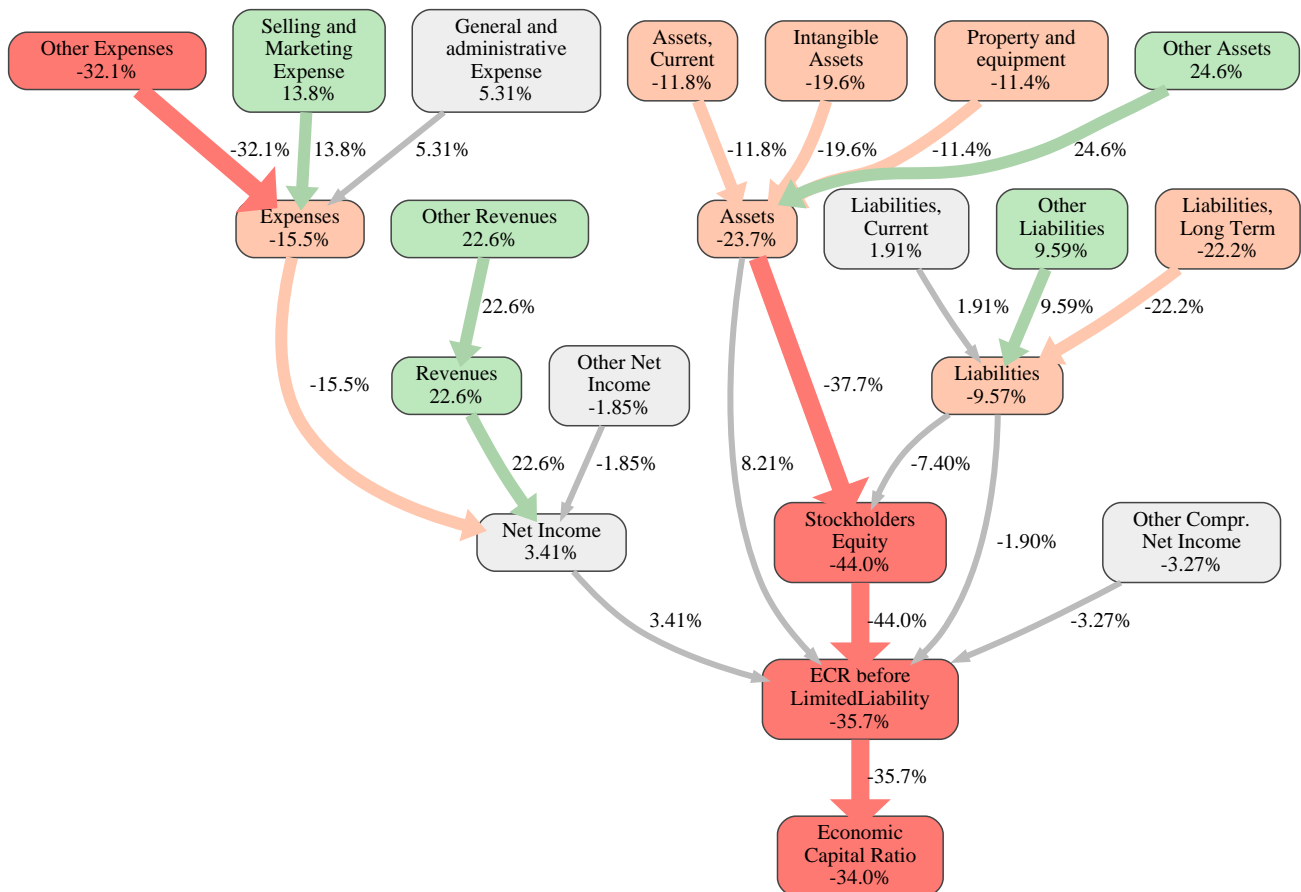 Other Expenses
-32.1%
Selling and
Marketing
Expense
13.8%
General and
administrative
Expense
5.31%
Assets,
Current
-11.8%
Intangible
Assets
-19.6%
Property and
equipment
-11.4%
Other Assets
24.6%
-32.1%
13.8%
5.31%
-11.8%
-19.6%
-11.4%
24.6%
Expenses
-15.5%
Other Revenues
22.6%
Assets
-23.7%
Liabilities,
Current
1.91%
Other
Liabilities
9.59%
Liabilities,
Long Term
-22.2%
22.6%
1.91%
9.59%
-22.2%
-15.5%
Revenues
22.6%
Other Net
Income
-1.85%
-37.7%
Liabilities
-9.57%
22.6%
-1.85%
8.21%
-7.40%
Net Income
3.41%
Stockholders
Equity
-44.0%
-1.90%
Other Compr.
Net Income
-3.27%
3.41%
-44.0%
-3.27%
ECR before
LimitedLiability
-35.7%
-35.7%
Economic
Capital Ratio
-34.0%